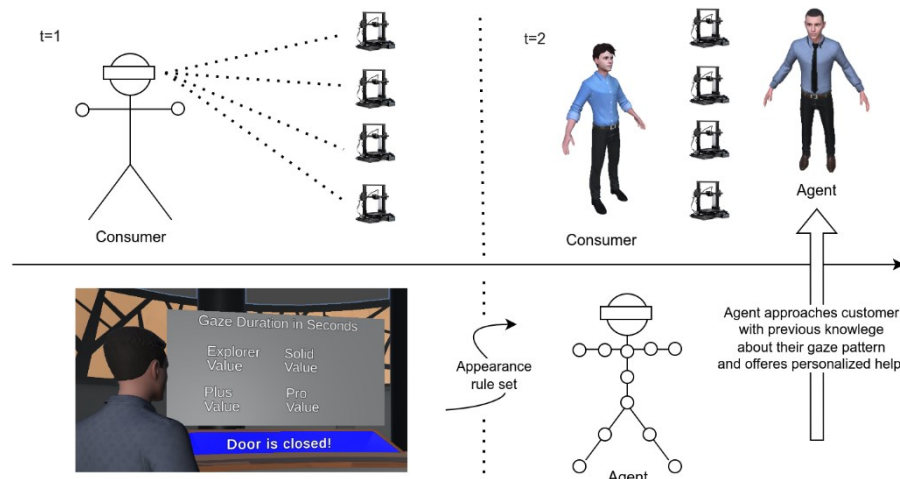 t=1
t=2
Consumer
Consumer
Agent
Gaze Duration in Seconds
Explorer Solid
Value Value
Plus Pro
Value Value
Door is closed!
Appearance
rule set
Agent
Agent approaches customer
with previous knowlege
about their gaze pattern
and offeres personalized help